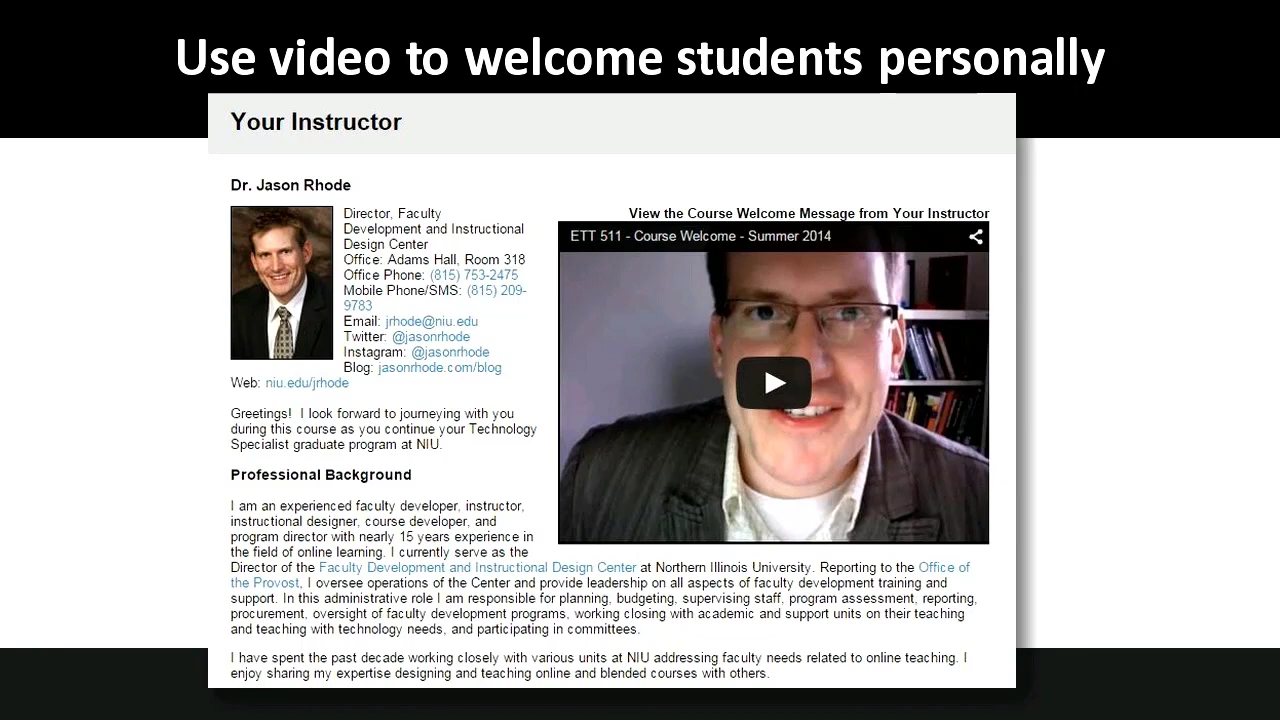 Use video to welcome students personally
Your Instructor
Dr. Jason Rhode
Director, Faculty
Development and Instructional
Design Center
Office: Adams Hall, Room 318
Office Phone: (815) 753-2475
Mobile Phone/SMS: (815) 209-
9783
Email: jrhode@niu.edu
Twitter: @jasonrhode
Instagram: @jasonrhode
Blog: jasonrhode.com/blog
Web: niu.edu/jrhode
View the Course Welcome Message from Your Instructor
ETT 511 - Course Welcome - Summer 2014
Greetings! I look forward to journeying with you
during this course as you continue your Technology
Specialist graduate program at NIU.
Professional Background
I am an experienced faculty developer, instructor,
instructional designer, course developer, and
program director with nearly 15 years experience in
the field of online learning. I currently serve as the
Director of the Faculty Development and Instructional Design Center at Northern Illinois University. Reporting to the Office of
the Provost, I oversee operations of the Center and provide leadership on all aspects of faculty development training and
support. In this administrative role I am responsible for planning, budgeting, supervising staff, program assessment, reporting,
procurement, oversight of faculty development programs, working closing with academic and support units on their teaching
and teaching with technology needs, and participating in committees.
I have spent the past decade working closely with various units at NIU addressing faculty needs related to online teaching. I
enjoy sharing my expertise designing and teaching online and blended courses with others.